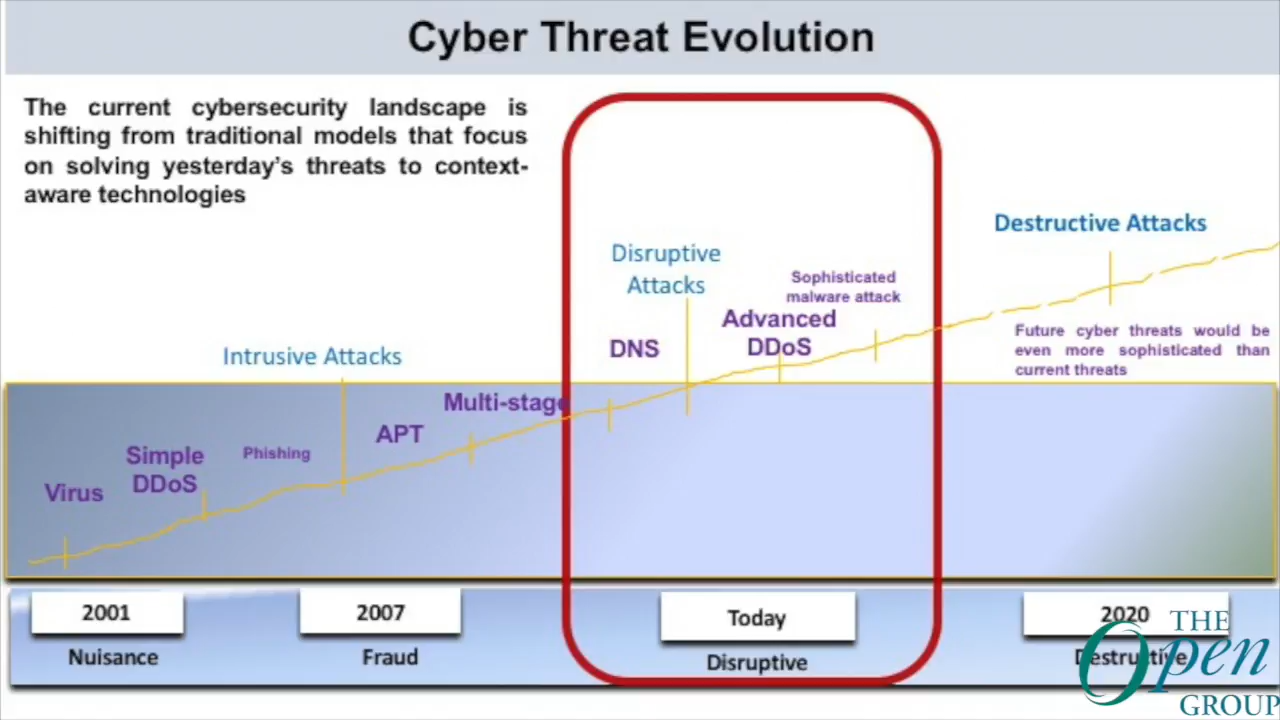 Cyber Threat Evolution
The current cybersecurity landscape is
shifting from traditional models that focus
on solving yesterday's threats to context-
aware technologies
Destructive Attacks
Disruptive
Attacks
Sophisticated
malware attack
Advanced
DDoS
DNS
Future cyber threats would be
even more sophisticated than
current threats
Intrusive Attacks
Multi-stage
APT
Simple
DDoS
Phishing
Virus
2001
2007
Today
2020
Nuisance
Fraud
Disruptive
Destructive
THE
Open
GROUP